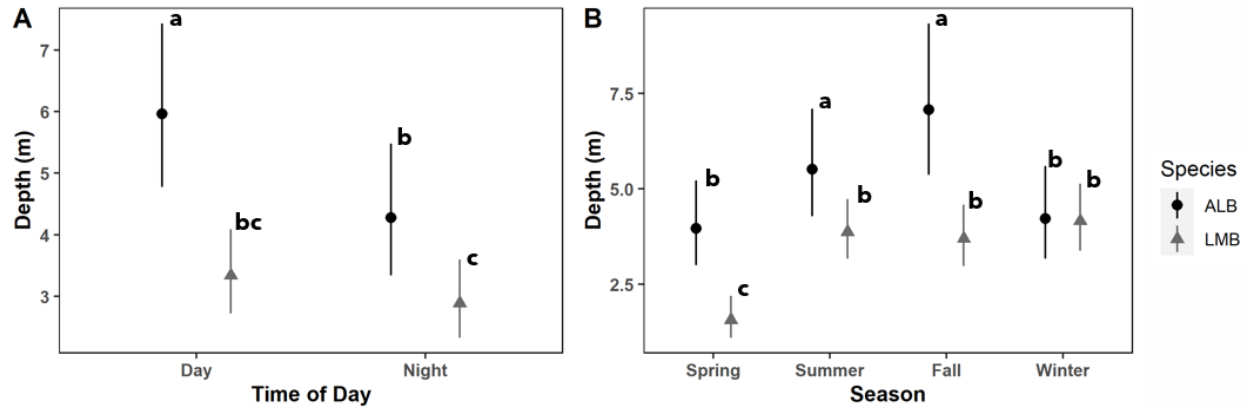 A
a
7
6
5
4
3
Depth (m)
b
bc
c
Day
Night
Time of Day
B
a
a
7.5
5.0
2.5
Depth (m)
b
b
b
b
b
c
Spring
Summer
Fall
Winter
Season
Species
ALB
LMB